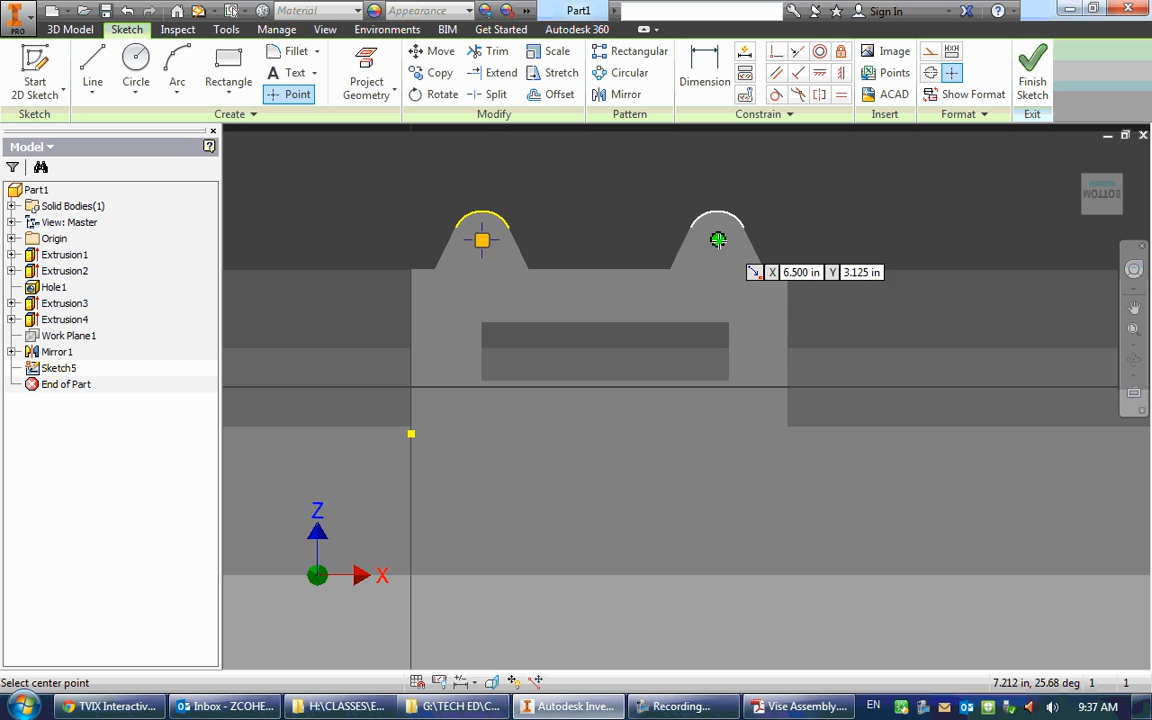 Material Appearance Part1 Sign In
PRO 3D Model Sketch Inspect Tools Manage View Environments BIM Get Started Autodesk 360
Start 2D Sketch Line Circle Arc Rectangle Fillet Text Point Project Geometry
Move Copy Rotate Trim Extend Split Scale Stretch Offset
Rectangular Circular Mirror Dimension Image Points ACAD Show Format Finish Sketch
Sketch Create Modify Pattern Constrain Insert Format Exit
Model
Part1
Solid Bodies(1)
View: Master
Origin
Extrusion1
Extrusion2
Hole1
Extrusion3
Extrusion4
Work Plane1
Mirror1
Sketch5
End of Part
BOTTOM
X 6.500 in Y 3.125 in
Z
X
Select center point 7.212 in, 25.68 deg 1 1
TVIX Interactiv... Inbox - ZCOHE... H:\CLASSES\E... G:\TECH ED\C... Autodesk Inve... Recording... Vise Assembly.... EN 9:37 AM